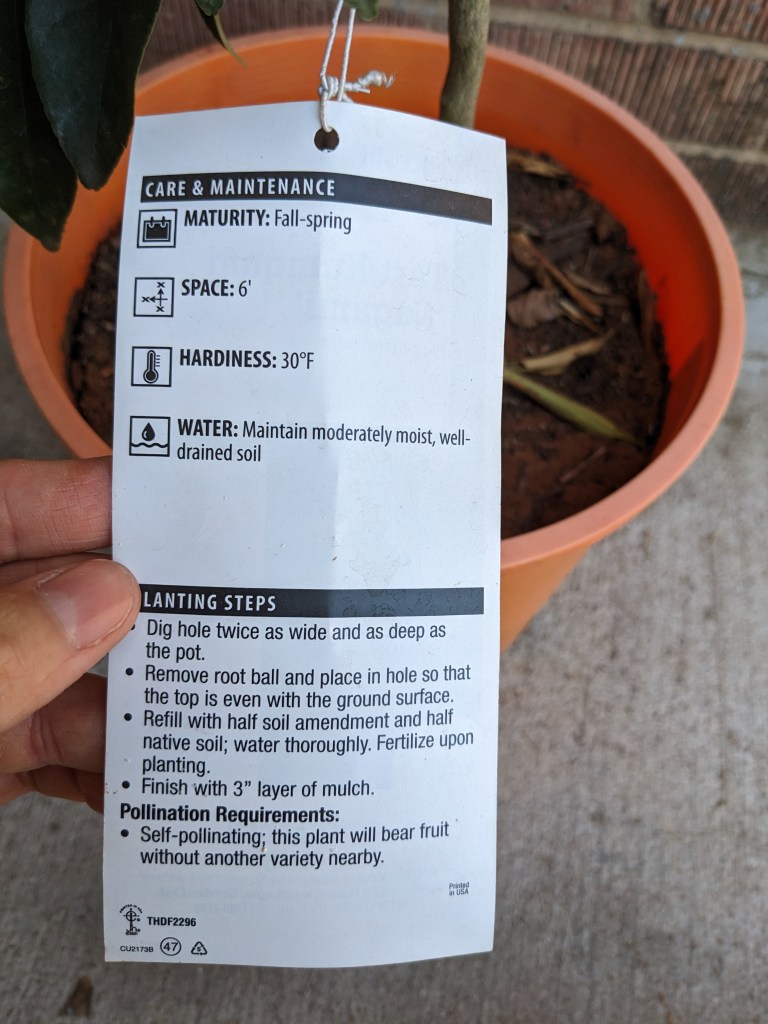 CARE & MAINTENANCE
MATURITY: Fall-spring
SPACE: 6'
HARDINESS: 30°F
WATER: Maintain moderately moist, well-
drained soil
LANTING STEPS
• Dig hole twice as wide and as deep as
the pot.
• Remove root ball and place in hole so that
the top is even with the ground surface.
• Refill with half soil amendment and half
native soil; water thoroughly. Fertilize upon
planting.
• Finish with 3” layer of mulch.
Pollination Requirements:
• Self-pollinating; this plant will bear fruit
without another variety nearby.
Printed
in USA
THDF2296
CU2173B 47 5